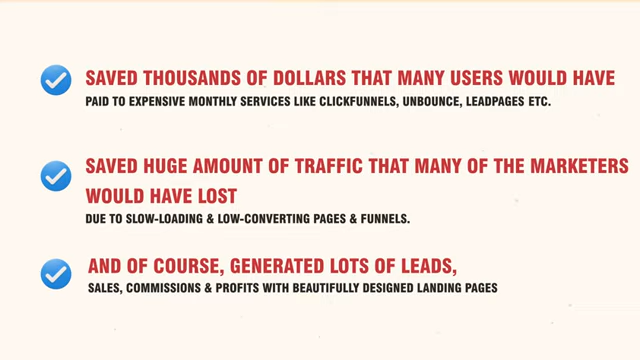 SAVED THOUSANDS OF DOLLARS THAT MANY USERS WOULD HAVE
PAID TO EXPENSIVE MONTHLY SERVICES LIKE CLICKFUNNELS, UNBOUNCE, LEADPAGES ETC.
SAVED HUGE AMOUNT OF TRAFFIC THAT MANY OF THE MARKETERS
WOULD HAVE LOST
DUE TO SLOW-LOADING & LOW-CONVERTING PAGES & FUNNELS.
AND OF COURSE, GENERATED LOTS OF LEADS,
SALES, COMMISSIONS & PROFITS WITH BEAUTIFULLY DESIGNED LANDING PAGES